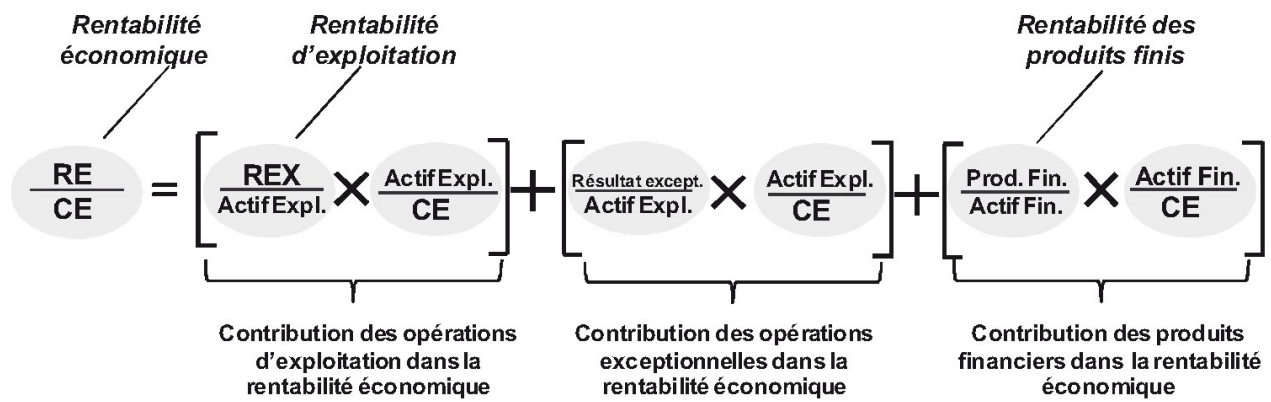 Rentabilité
économique
Rentabilité
d'exploitation
Rentabilité des
produits finis
RE
CE
=
[
REX
Actif Expl.
×
Actif Expl.
CE
]
+
[
Résultat except.
Actif Expl.
×
Actif Expl.
CE
]
+
[
Prod. Fin.
Actif Fin.
×
Actif Fin.
CE
]
Contribution des opérations
d'exploitation dans la
rentabilité économique
Contribution des opérations
exceptionnelles dans la
rentabilité économique
Contribution des produits
financiers dans la rentabilité
économique